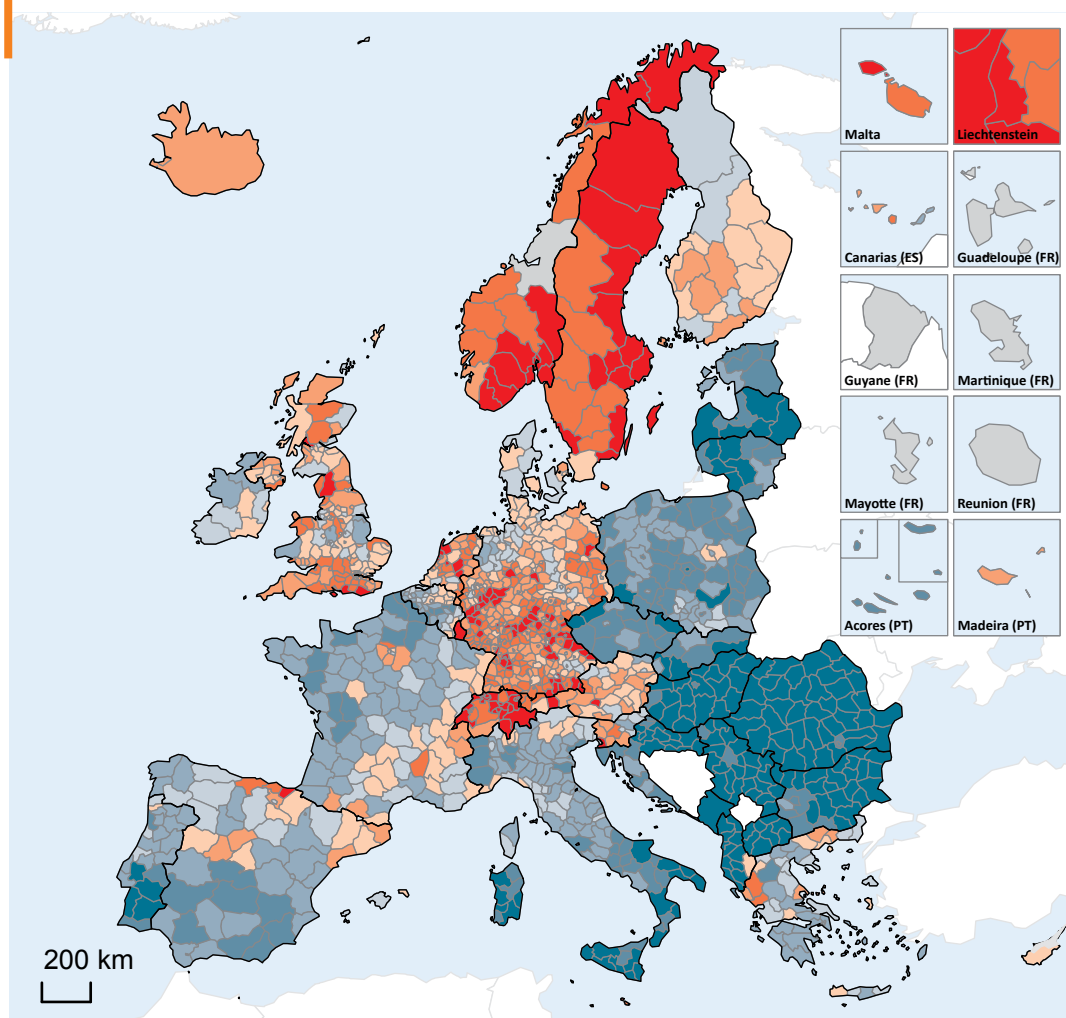 Malta
Liechtenstein
Canarias (ES)
Guadeloupe (FR)
Guyane (FR)
Martinique (FR)
Mayotte (FR)
Reunion (FR)
Acores (PT)
Madeira (PT)
200 km